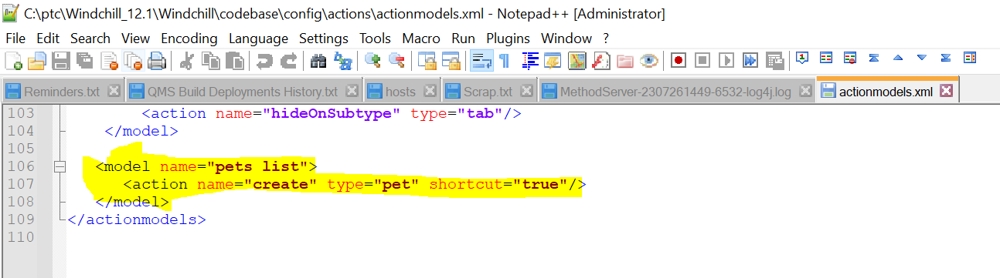 C:\ptc\Windchill_12.1\Windchill\codebase\config\actions\actionmodels.xml - Notepad++ [Administrator]
File Edit Search View Encoding Language Settings Tools Macro Run Plugins Window ?
Reminders.txt QMS Build Deployments History.txt hosts Scrap.txt MethodServer-2307261449-6532-log4j.log actionmodels.xml
103 <action name="hideOnSubtype" type="tab"/>
104 </model>
105
106 <model name="pets list">
107 <action name="create" type="pet" shortcut="true"/>
108 </model>
109 </actionmodels>
110